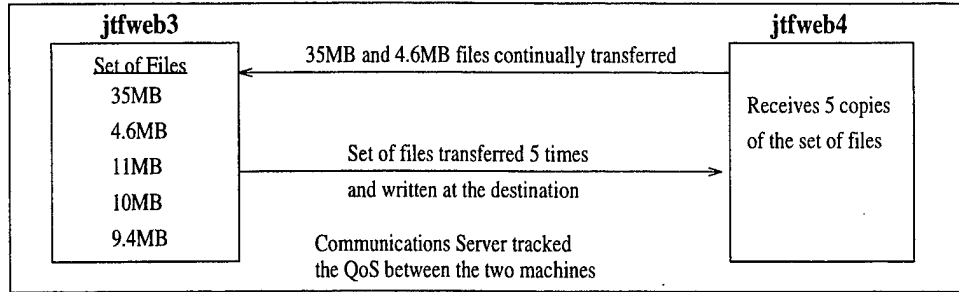 jtfweb3
Set of Files
35MB
4.6MB
11MB
10MB
9.4MB
35MB and 4.6MB files continually transferred
Set of files transferred 5 times
and written at the destination
Communications Server tracked
the QoS between the two machines
jtfweb4
Receives 5 copies
of the set of files